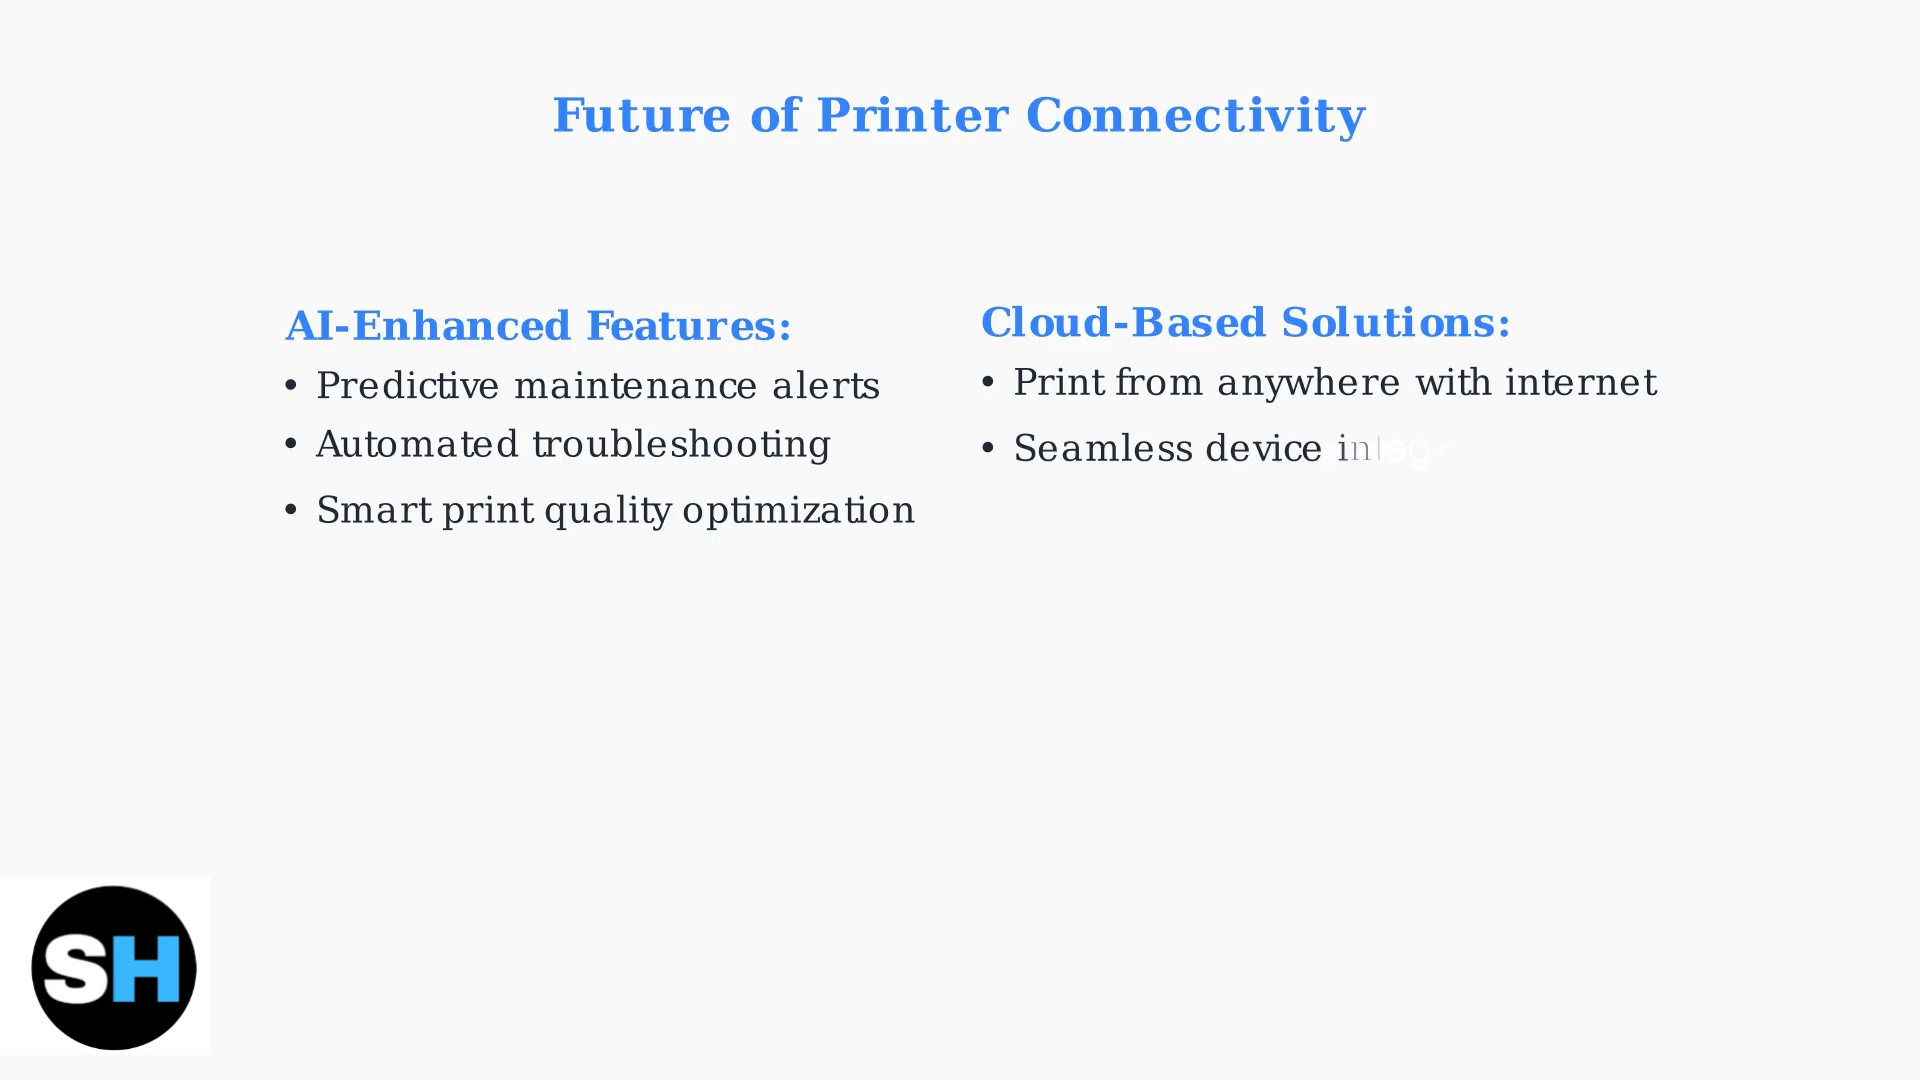 Future of Printer Connectivity
AI-Enhanced Features:
• Predictive maintenance alerts
• Automated troubleshooting
• Smart print quality optimization
Cloud-Based Solutions:
• Print from anywhere with internet
• Seamless device
SH